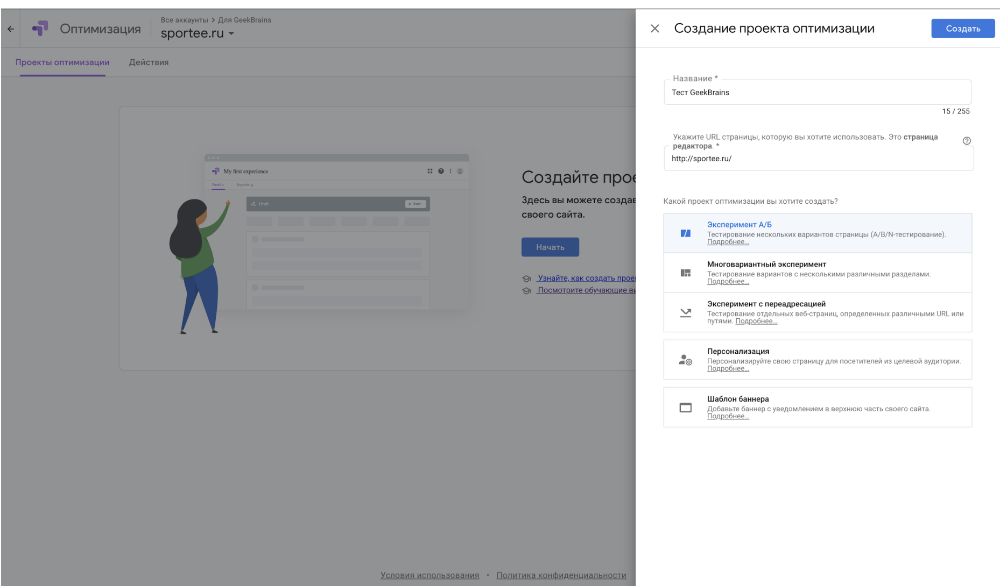 Оптимизация
Все аккаунты > Для GeekBrains
sportee.ru
Проекты оптимизации
Действия
My first experience
Draft
Start
Создайте прое
Здесь вы можете создав
своего сайта.
Начать
Узнайте, как создать прое
Посмотрите обучающие ви
Условия использования • Политика конфиденциальности
Создание проекта оптимизации
Создать
Название *
Тест GeekBrains
15 / 255
Укажите URL страницы, которую вы хотите использовать. Это страница
редактора. *
http://sportee.ru/
Какой проект оптимизации вы хотите создать?
Эксперимент А/Б
Тестирование нескольких вариантов страницы (A/B/N-тестирование).
Подробнее…
Многовариантный эксперимент
Тестирование вариантов с несколькими различными разделами.
Подробнее…
Эксперимент с переадресацией
Тестирование отдельных веб-страниц, определенных различными URL или
путями. Подробнее…
Персонализация
Персонализируйте свою страницу для посетителей из целевой аудитории.
Подробнее…
Шаблон баннера
Добавьте баннер с уведомлением в верхнюю часть своего сайта.
Подробнее…